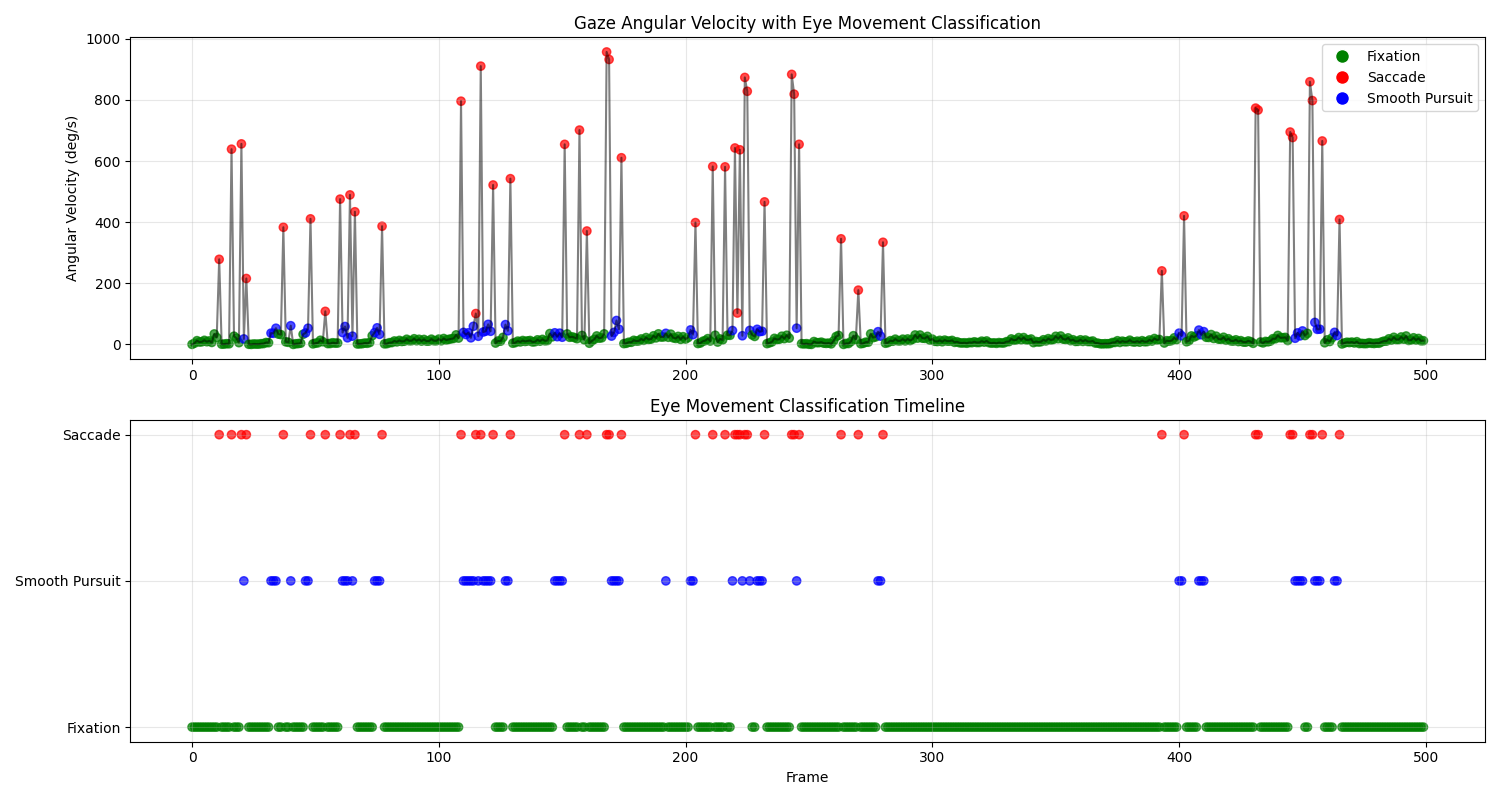 Gaze Angular Velocity with Eye Movement Classification
Angular Velocity (deg/s)
1000
800
600
400
200
0
Fixation
Saccade
Smooth Pursuit
0 100 200 300 400 500
Eye Movement Classification Timeline
Saccade
Smooth Pursuit
Fixation
0 100 200 300 400 500
Frame